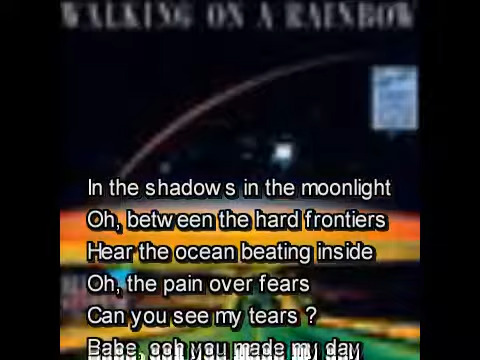 WALKING ON A RAINBOW
In the shadows in the moonlight
Oh, between the hard frontiers
Hear the ocean beating inside
Oh, the pain over fears
Can you see my tears ?
Babe, ooh you made my day